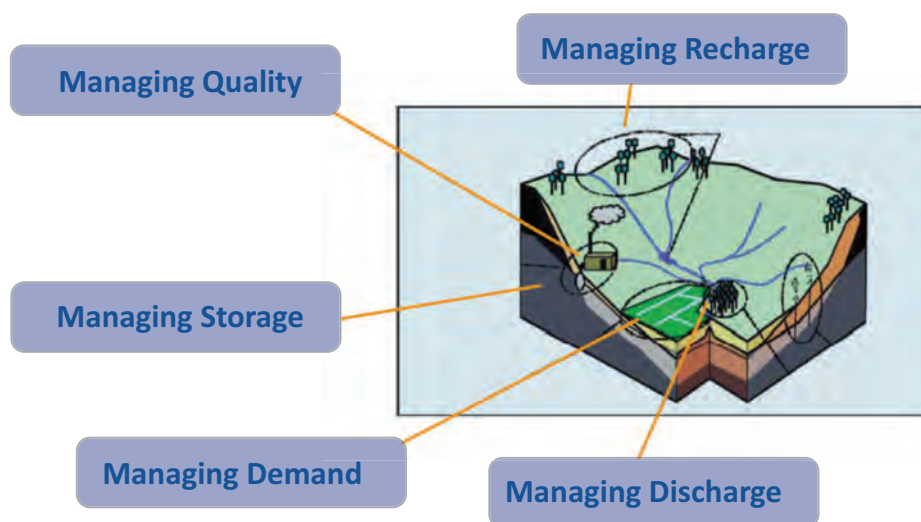 Managing Recharge
Managing Quality
Managing Storage
Managing Demand
Managing Discharge